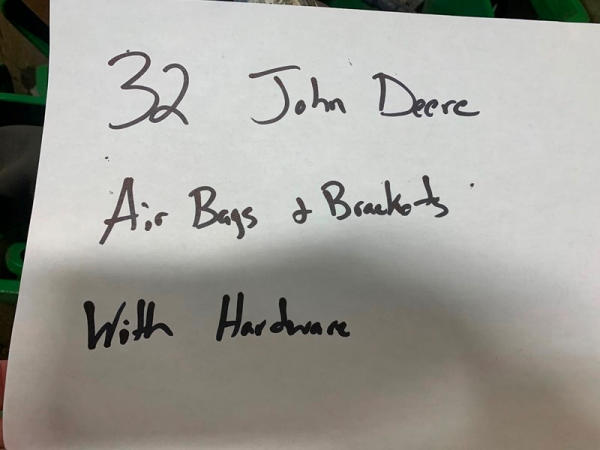 32 John Deere
Air Bags & Brackets
With Hardware